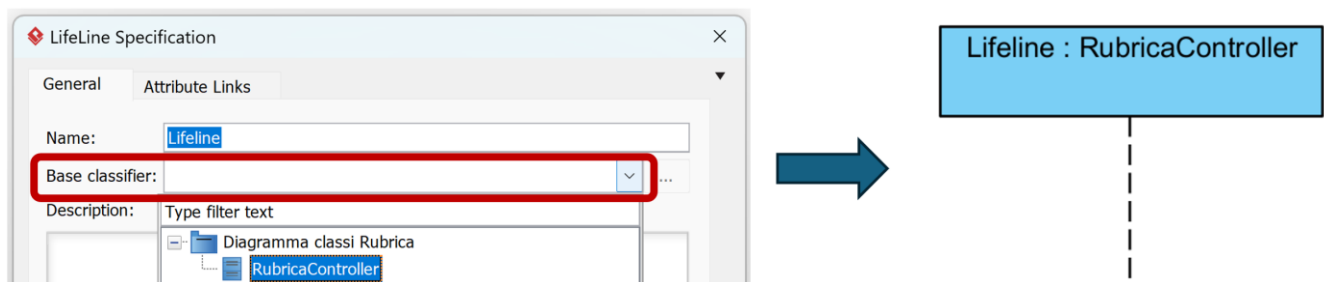 LifeLine Specification
General
Attribute Links
Name:
Lifeline
Base classifier:
...
Description:
Type filter text
Diagramma classi Rubrica
RubricaController
Lifeline : RubricaController